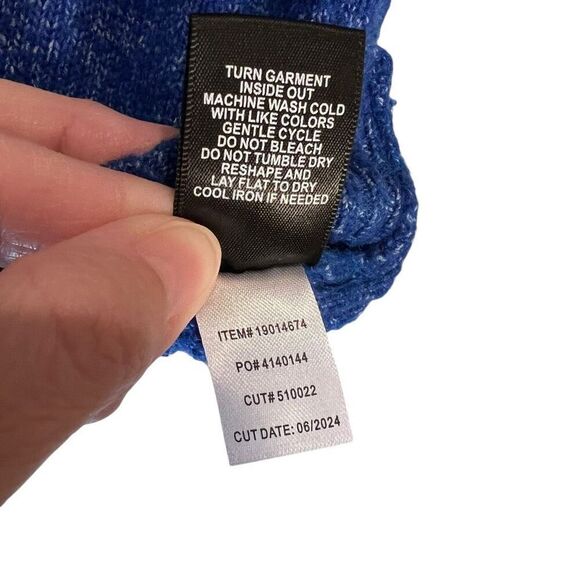 TURN GARMENT
INSIDE OUT
MACHINE WASH COLD
WITH LIKE COLORS
GENTLE CYCLE
DO NOT BLEACH
DO NOT TUMBLE DRY
RESHAPE AND
LAY FLAT TO DRY
COOL IRON IF NEEDED
ITEM# 19014674
PO# 4140144
CUT# 510022
CUT DATE: 06/2024